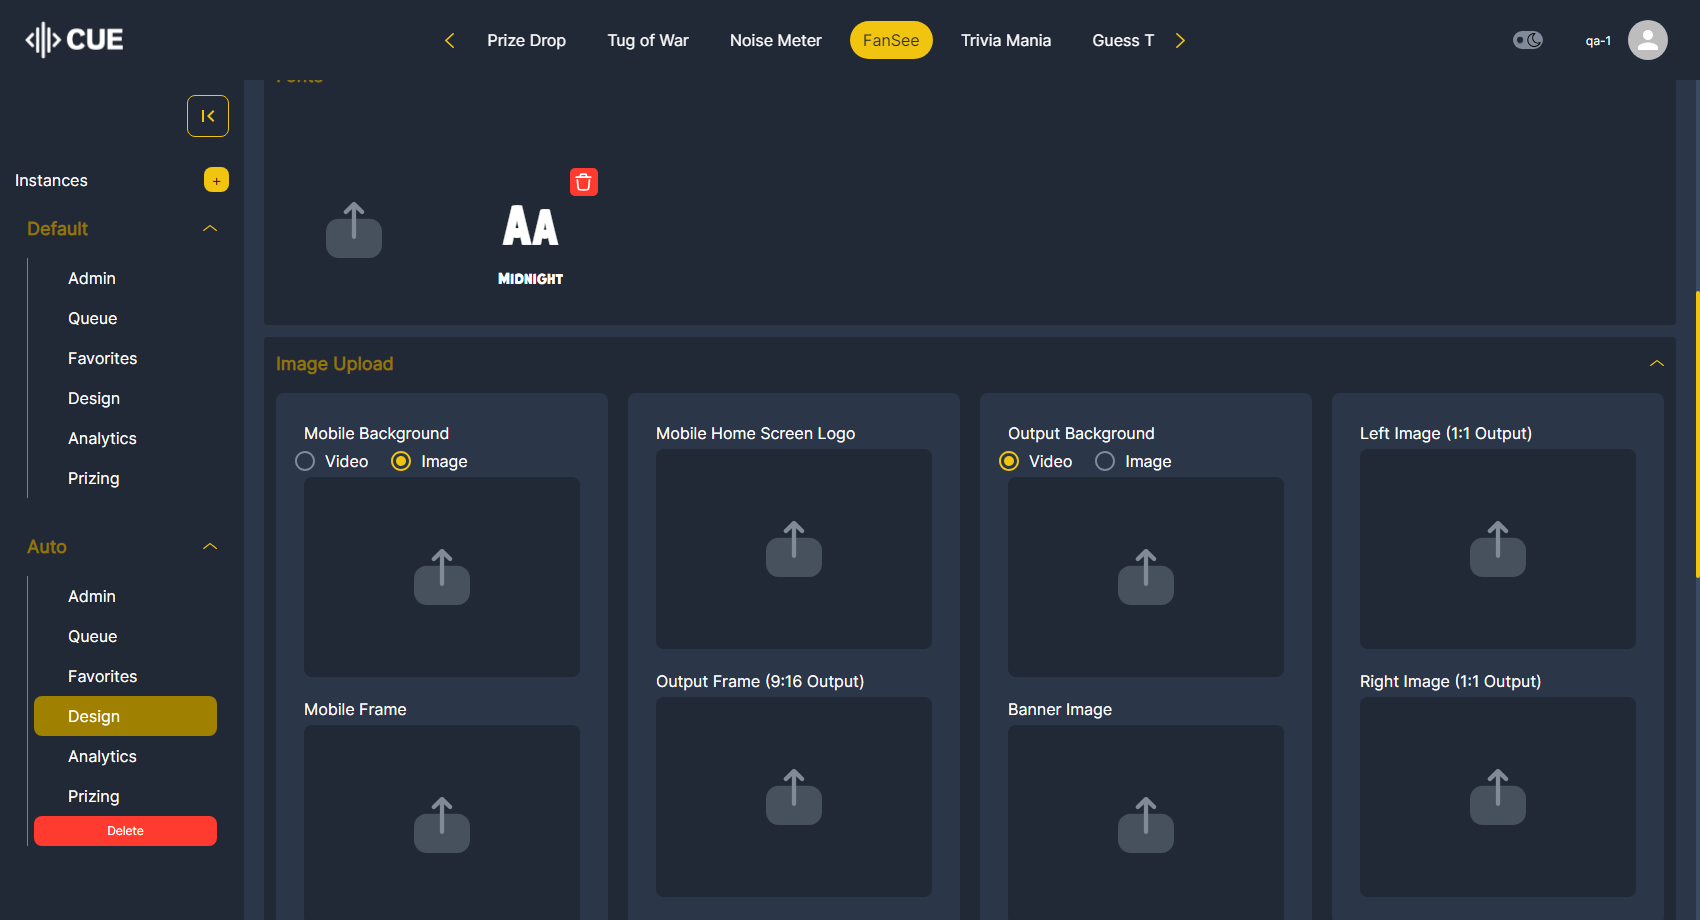 CUE
Prize Drop
Tug of War
Noise Meter
FanSee
Trivia Mania
Guess T
qa-1
Fonts
Instances
+
Default
Admin
Queue
Favorites
Design
Analytics
Prizing
Auto
Admin
Queue
Favorites
Design
Analytics
Prizing
Delete
AA
Midnight
Image Upload
Mobile Background
Video
Image
Mobile Frame
Mobile Home Screen Logo
Output Frame (9:16 Output)
Output Background
Video
Image
Banner Image
Left Image (1:1 Output)
Right Image (1:1 Output)